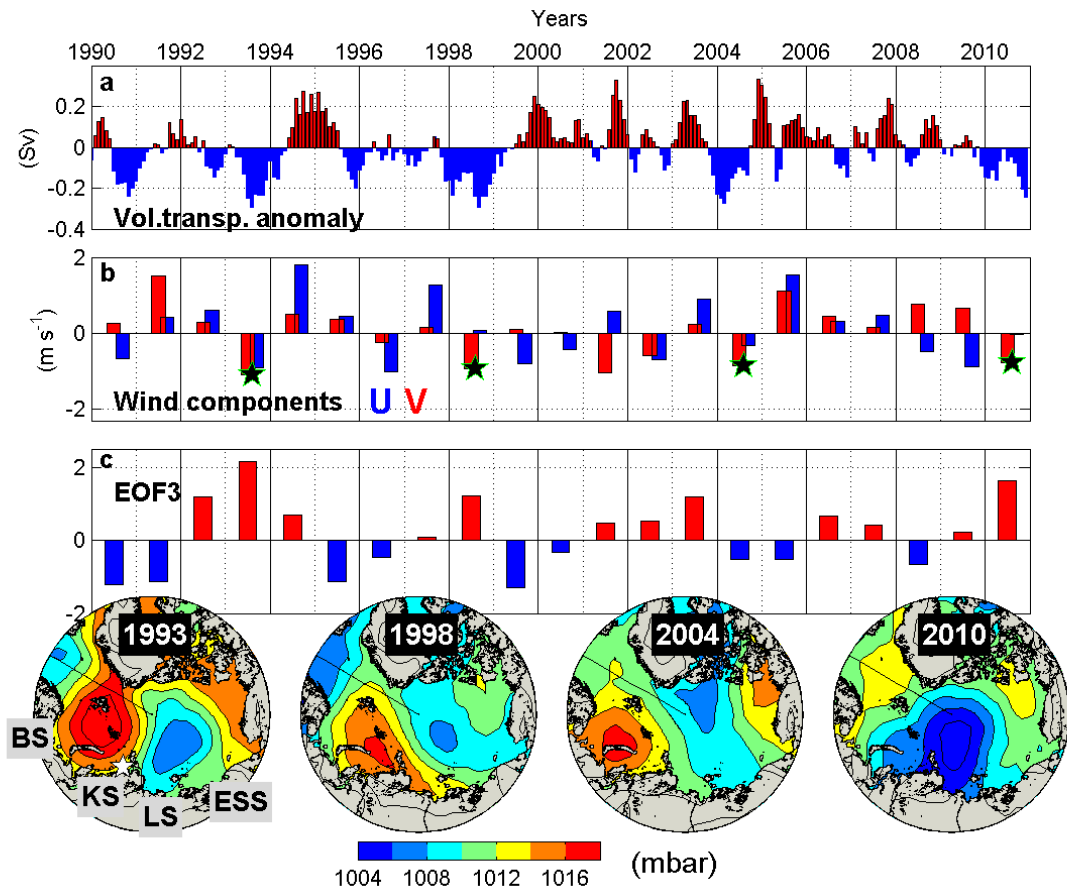 Years
1990 1992 1994 1996 1998 2000 2002 2004 2006 2008 2010
a
0.2
0
-0.2
-0.4
(Sv)
Vol.transp. anomaly
b
2
0
-2
(m s⁻¹)
Wind components U V
c
2
0
-2
EOF3
1993 1998 2004 2010
BS
KS
LS
ESS
1004 1008 1012 1016 (mbar)